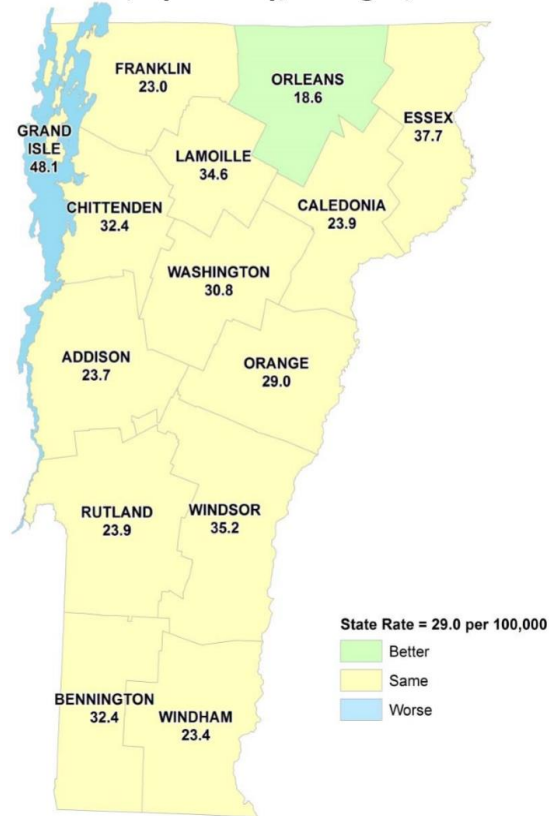 FRANKLIN
23.0
ORLEANS
18.6
ESSEX
37.7
GRAND
ISLE
48.1
LAMOILLE
34.6
CHITTENDEN
32.4
CALEDONIA
23.9
WASHINGTON
30.8
ADDISON
23.7
ORANGE
29.0
RUTLAND
23.9
WINDSOR
35.2
State Rate = 29.0 per 100,000
Better
Same
Worse
BENNINGTON
32.4
WINDHAM
23.4